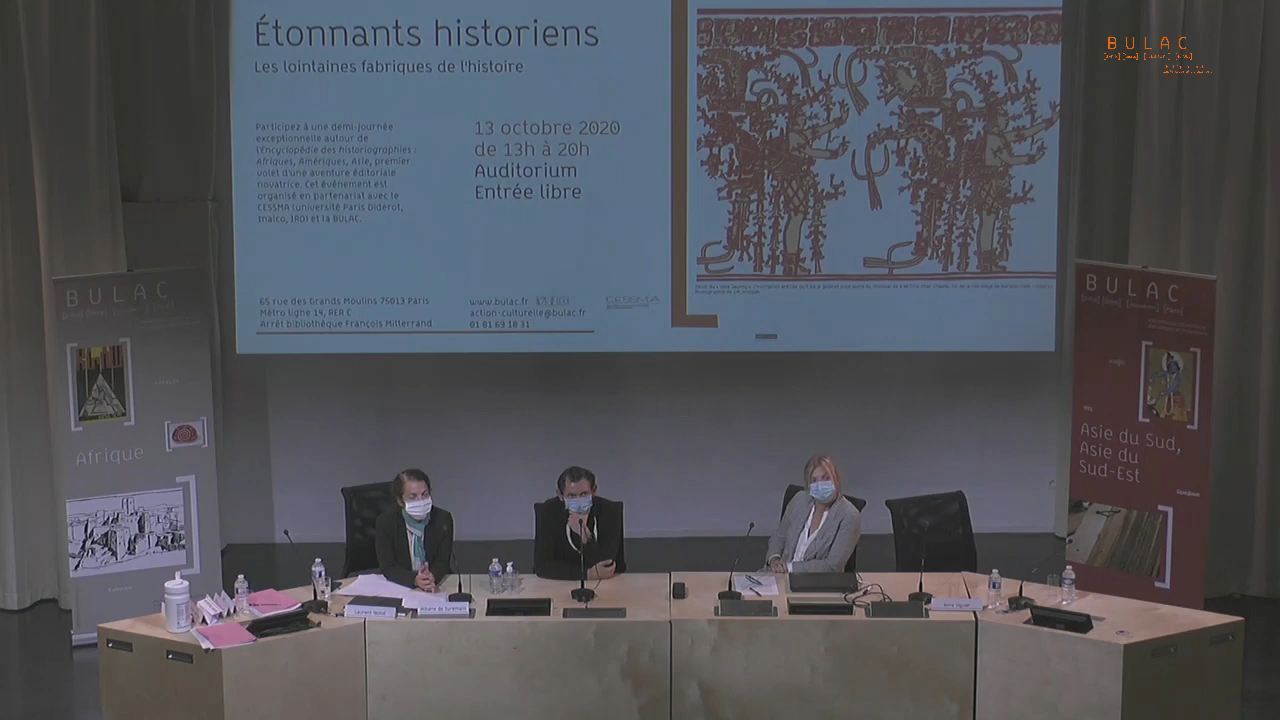 Étonnants historiens
Les lointaines fabriques de l'histoire
Participez à une demi-journée
exceptionnelle autour de
l'Encyclopédie des historiographies :
Afriques, Amériques, Asie, premier
volet d'une aventure éditoriale
novatrice. Cet événement est
organisé en partenariat avec le
CESSMA (université Paris Diderot,
Inalco, IRD) et la BULAC.
13 octobre 2020
de 13h à 20h
Auditorium
Entrée libre
65 rue des Grands Moulins 75013 Paris
Métro ligne 14, RER C
Arrêt bibliothèque François Mitterrand
www.bulac.fr
action-culturelle@bulac.fr
01 81 69 18 31
CESSMA
BULAC
BULAC
Afrique
BULAC
Asie du Sud,
Asie du
Sud-Est